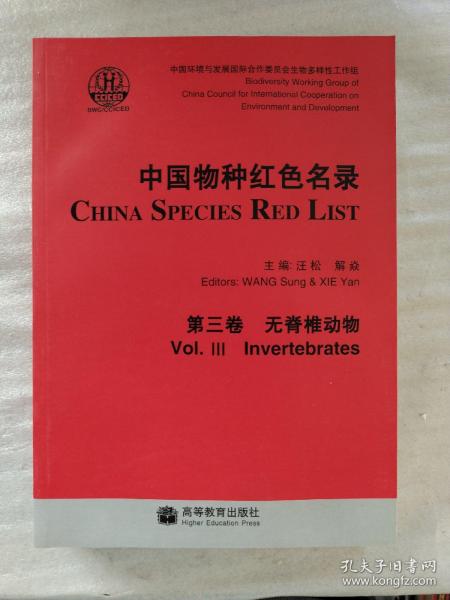 中国环境与发展国际合作委员会生物多样性工作组
Biodiversity Working Group of
China Council for International Cooperation on
Environment and Development
CCICED
BWG/CCICED
中国物种红色名录
CHINA SPECIES RED LIST
主编: 汪松 解焱
Editors: WANG Sung & XIE Yan
第三卷 无脊椎动物
Vol. III Invertebrates
高等教育出版社
Higher Education Press
孔夫子旧书网
www.kongfz.com